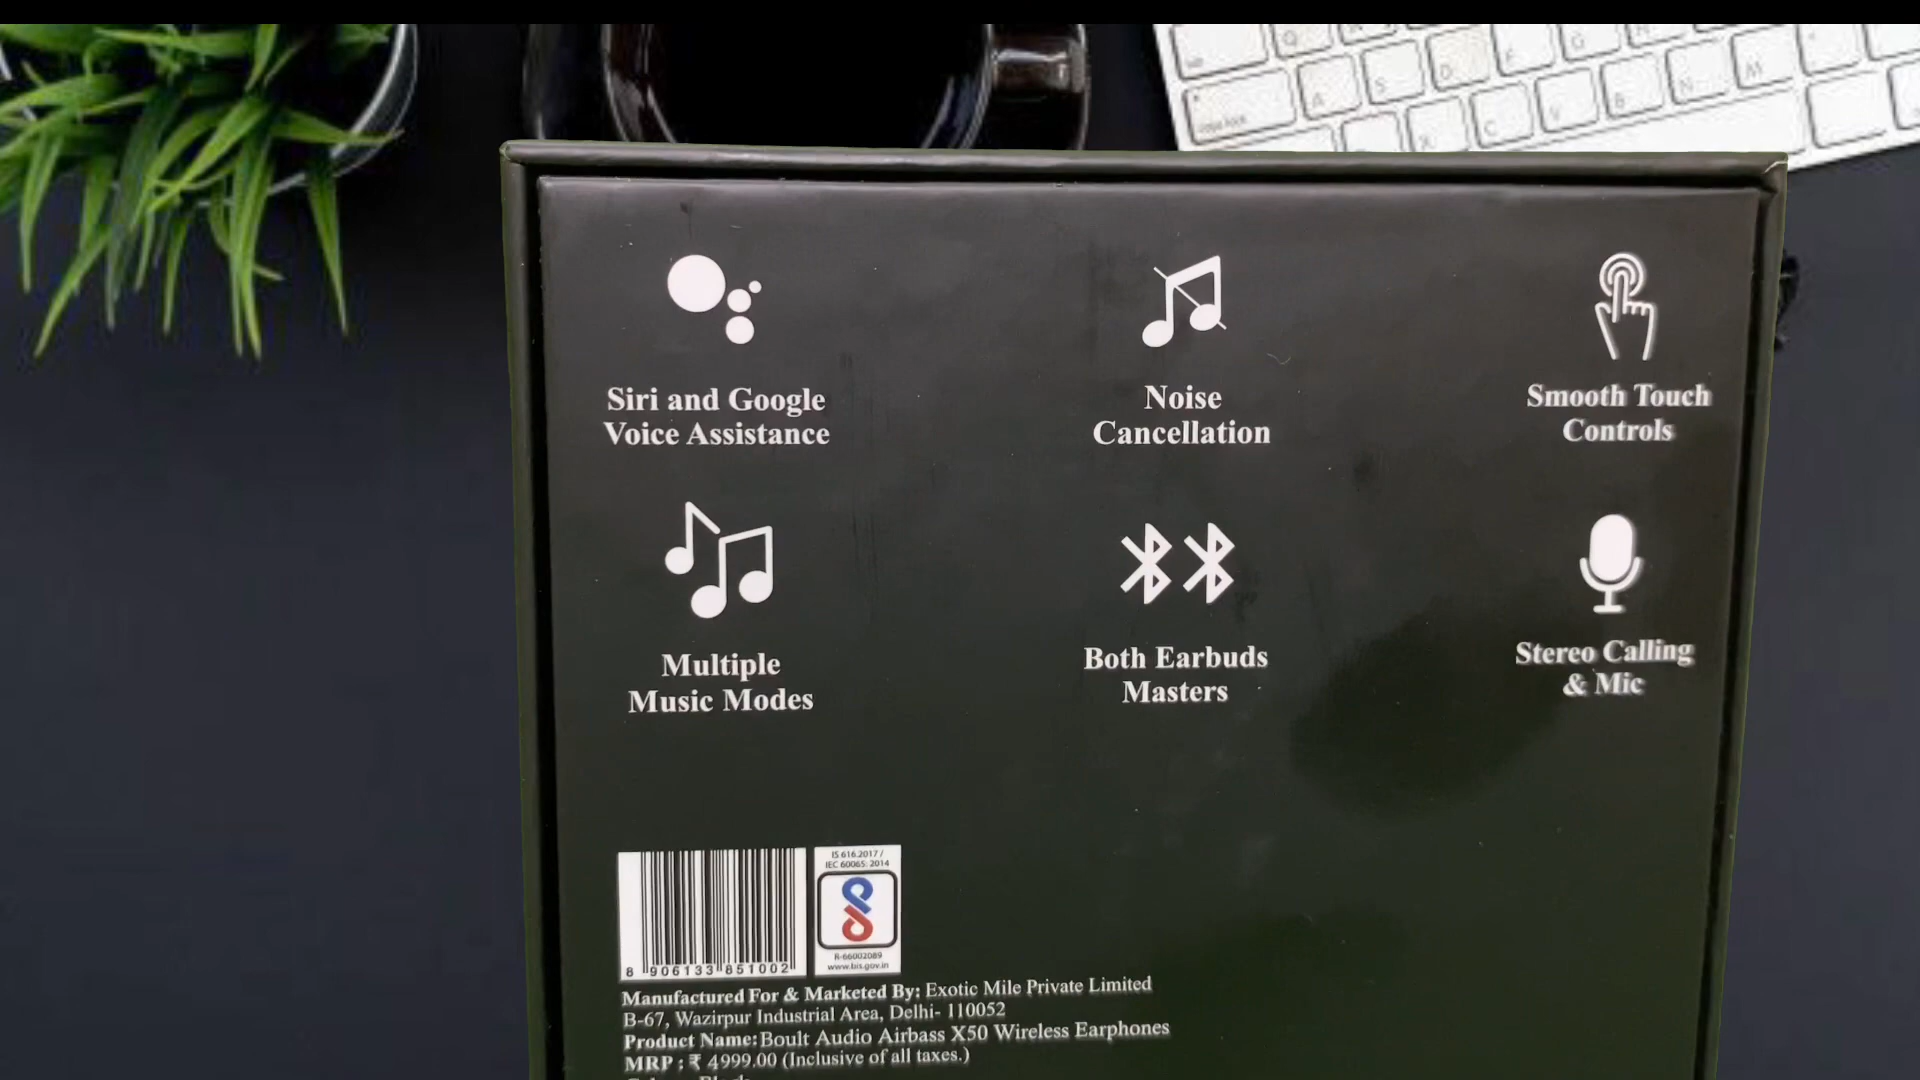 Siri and Google
Voice Assistance
Noise
Cancellation
Smooth Touch
Controls
Multiple
Music Modes
Both Earbuds
Masters
Stereo Calling
& Mic
IS 616:2017 /
IEC 60065: 2014
R-66002089
www.bis.gov.in
8 906133 851002
Manufactured For & Marketed By: Exotic Mile Private Limited
B-67, Wazirpur Industrial Area, Delhi- 110052
Product Name: Boult Audio Airbass X50 Wireless Earphones
MRP : ₹ 4999.00 (Inclusive of all taxes.)